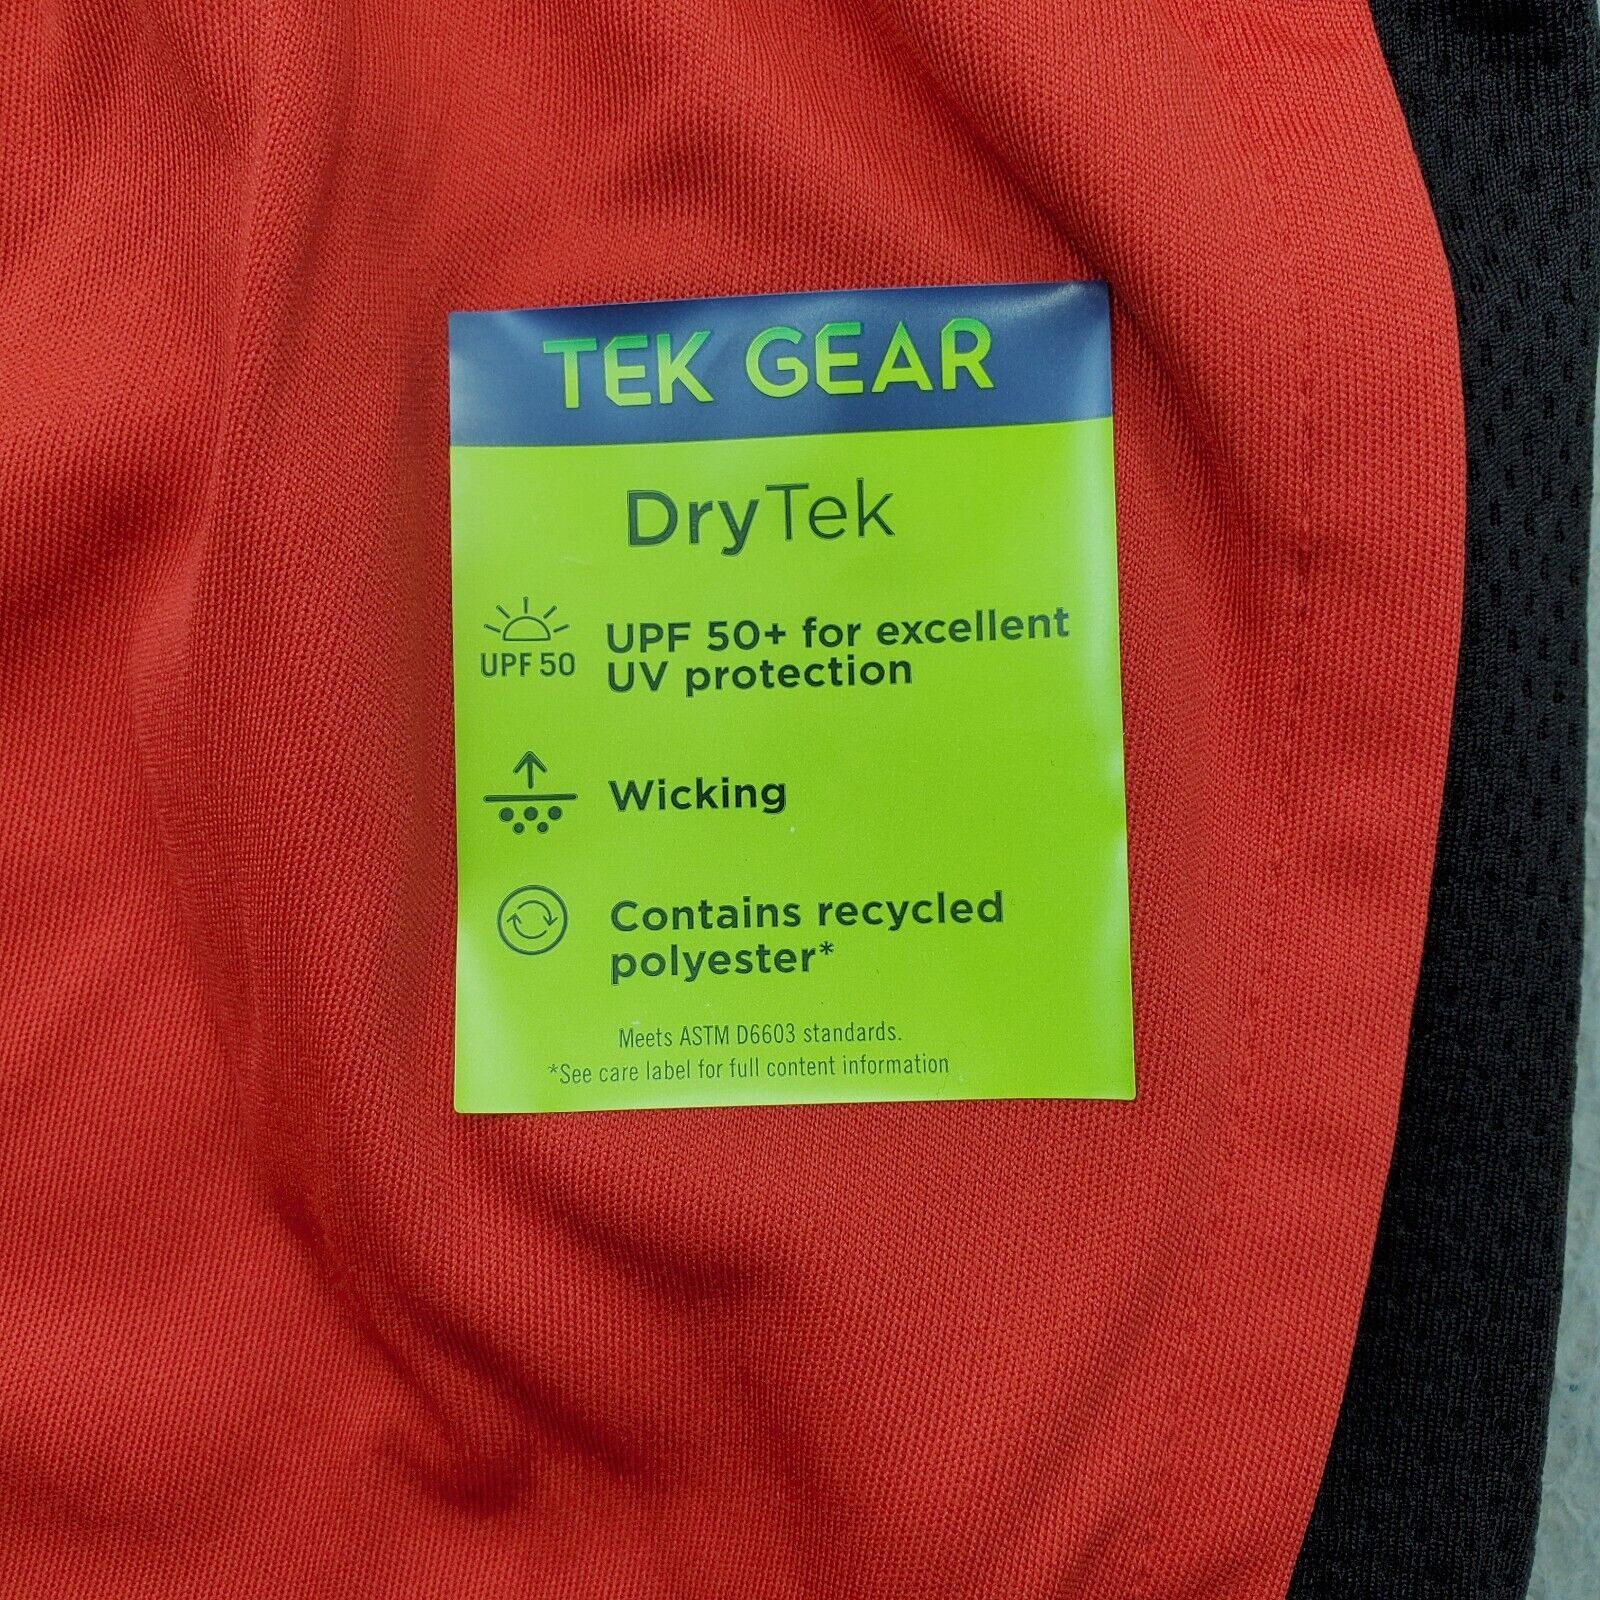 TEK GEAR
DryTek
UPF 50
UPF 50+ for excellent
UV protection
Wicking
Contains recycled
polyester*
Meets ASTM D6603 standards.
*See care label for full content information